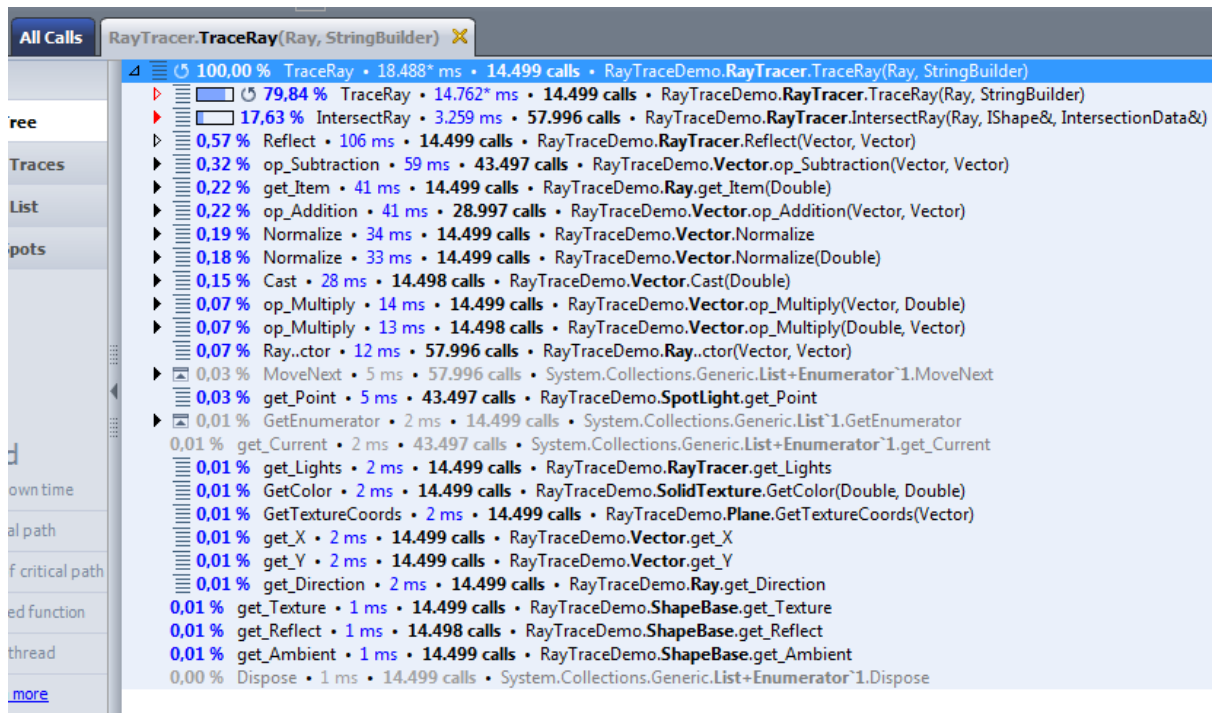 All Calls RayTracer.TraceRay(Ray, StringBuilder)
100,00 % TraceRay • 18.488* ms • 14.499 calls • RayTraceDemo.RayTracer.TraceRay(Ray, StringBuilder)
79,84 % TraceRay • 14.762* ms • 14.499 calls • RayTraceDemo.RayTracer.TraceRay(Ray, StringBuilder)
ree 17,63 % IntersectRay • 3.259 ms • 57.996 calls • RayTraceDemo.RayTracer.IntersectRay(Ray, IShape&, IntersectionData&)
0,57 % Reflect • 106 ms • 14.499 calls • RayTraceDemo.RayTracer.Reflect(Vector, Vector)
Traces 0,32 % op_Subtraction • 59 ms • 43.497 calls • RayTraceDemo.Vector.op_Subtraction(Vector, Vector)
0,22 % get_Item • 41 ms • 14.499 calls • RayTraceDemo.Ray.get_Item(Double)
List 0,22 % op_Addition • 41 ms • 28.997 calls • RayTraceDemo.Vector.op_Addition(Vector, Vector)
0,19 % Normalize • 34 ms • 14.499 calls • RayTraceDemo.Vector.Normalize
pots 0,18 % Normalize • 33 ms • 14.499 calls • RayTraceDemo.Vector.Normalize(Double)
0,15 % Cast • 28 ms • 14.498 calls • RayTraceDemo.Vector.Cast(Double)
0,07 % op_Multiply • 14 ms • 14.499 calls • RayTraceDemo.Vector.op_Multiply(Vector, Double)
0,07 % op_Multiply • 13 ms • 14.498 calls • RayTraceDemo.Vector.op_Multiply(Double, Vector)
0,07 % Ray..ctor • 12 ms • 57.996 calls • RayTraceDemo.Ray..ctor(Vector, Vector)
0,03 % MoveNext • 5 ms • 57.996 calls • System.Collections.Generic.List+Enumerator`1.MoveNext
0,03 % get_Point • 5 ms • 43.497 calls • RayTraceDemo.SpotLight.get_Point
0,01 % GetEnumerator • 2 ms • 14.499 calls • System.Collections.Generic.List`1.GetEnumerator
d 0,01 % get_Current • 2 ms • 43.497 calls • System.Collections.Generic.List+Enumerator`1.get_Current
0,01 % get_Lights • 2 ms • 14.499 calls • RayTraceDemo.RayTracer.get_Lights
own time 0,01 % GetColor • 2 ms • 14.499 calls • RayTraceDemo.SolidTexture.GetColor(Double, Double)
0,01 % GetTextureCoords • 2 ms • 14.499 calls • RayTraceDemo.Plane.GetTextureCoords(Vector)
al path 0,01 % get_X • 2 ms • 14.499 calls • RayTraceDemo.Vector.get_X
0,01 % get_Y • 2 ms • 14.499 calls • RayTraceDemo.Vector.get_Y
f critical path 0,01 % get_Direction • 2 ms • 14.499 calls • RayTraceDemo.Ray.get_Direction
ed function 0,01 % get_Texture • 1 ms • 14.499 calls • RayTraceDemo.ShapeBase.get_Texture
0,01 % get_Reflect • 1 ms • 14.498 calls • RayTraceDemo.ShapeBase.get_Reflect
thread 0,01 % get_Ambient • 1 ms • 14.499 calls • RayTraceDemo.ShapeBase.get_Ambient
0,00 % Dispose • 1 ms • 14.499 calls • System.Collections.Generic.List+Enumerator`1.Dispose
more